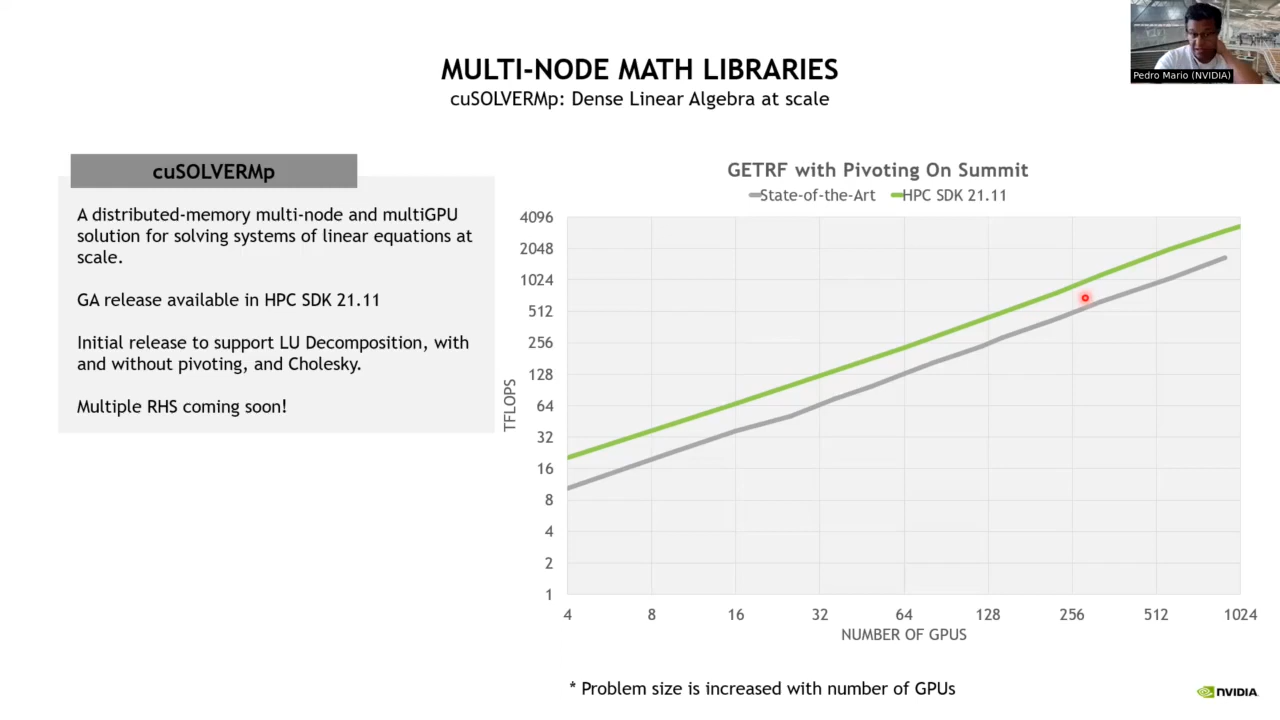 Pedro Mario (NVIDIA)
MULTI-NODE MATH LIBRARIES
cuSOLVERMp: Dense Linear Algebra at scale
cuSOLVERMp
A distributed-memory multi-node and multiGPU
solution for solving systems of linear equations at
scale.
GA release available in HPC SDK 21.11
Initial release to support LU Decomposition, with
and without pivoting, and Cholesky.
Multiple RHS coming soon!
GETRF with Pivoting On Summit
State-of-the-Art HPC SDK 21.11
4096
2048
1024
512
256
128
64
32
16
8
4
2
1
TFLOPS
4 8 16 32 64 128 256 512 1024
NUMBER OF GPUS
* Problem size is increased with number of GPUs
NVIDIA